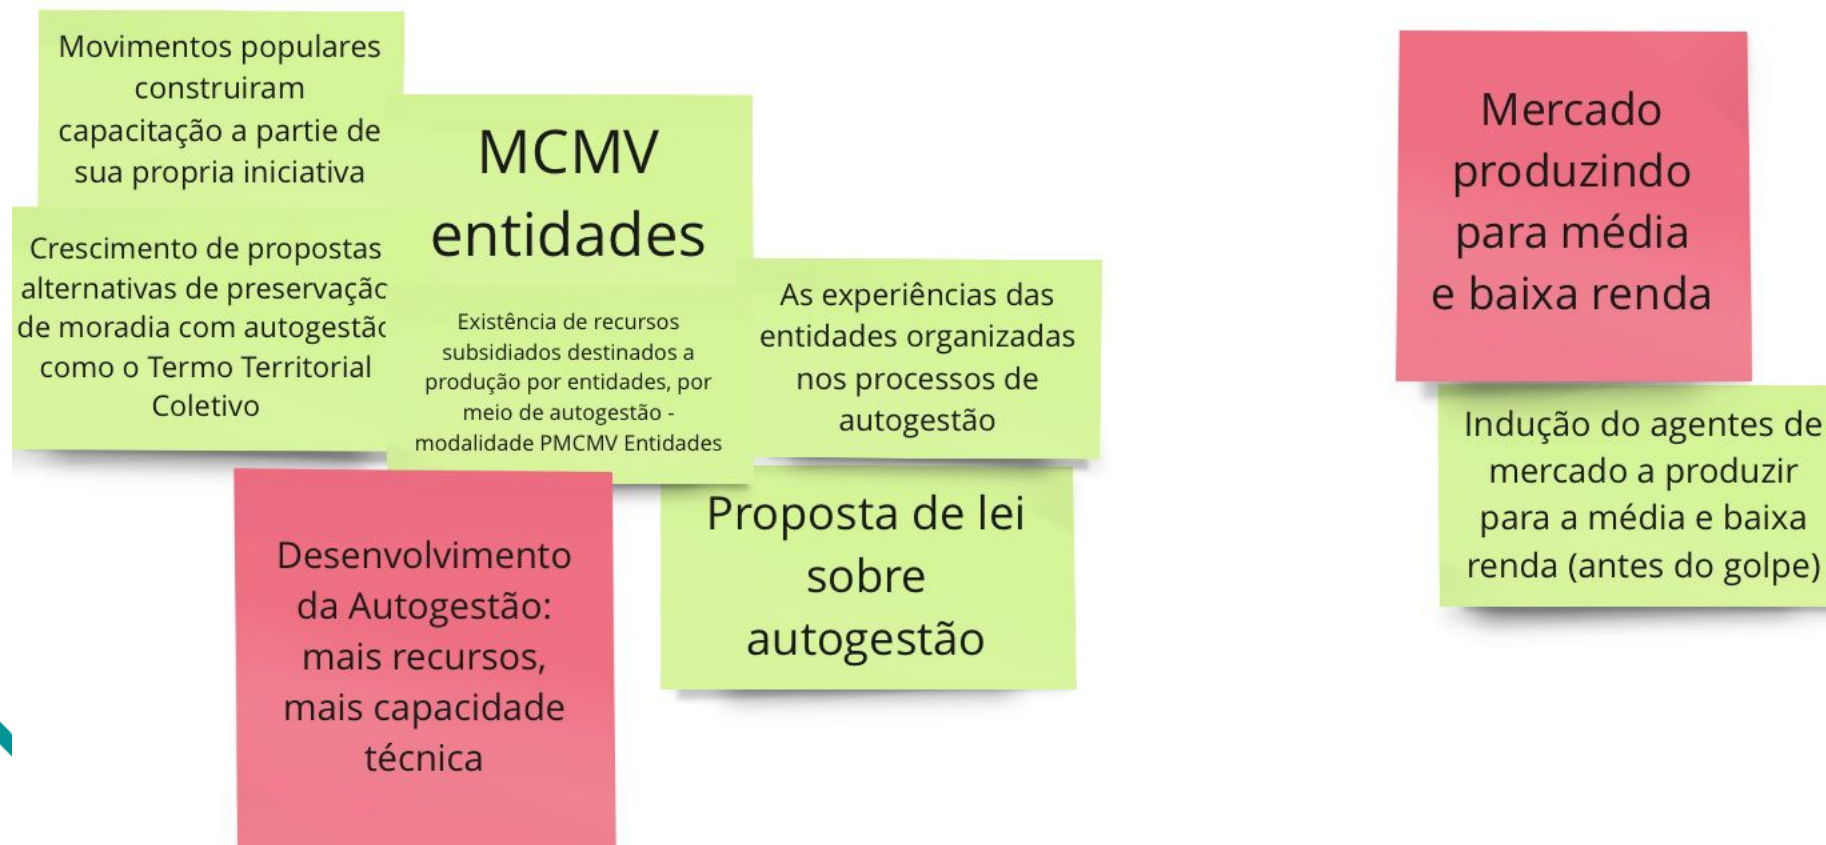 Movimentos populares
construiram
capacitação a partie de
sua propria iniciativa
Crescimento de propostas
alternativas de preservaçãc
de moradia com autogestãc
como o Termo Territorial
Coletivo
MCMV
entidades
Existência de recursos
subsidiados destinados a
produção por entidades, por
meio de autogestão -
modalidade PMCMV Entidades
As experiências das
entidades organizadas
nos processos de
autogestão
Desenvolvimento
da Autogestão:
mais recursos,
mais capacidade
técnica
Proposta de lei
sobre
autogestão
Mercado
produzindo
para média
e baixa renda
Indução do agentes de
mercado a produzir
para a média e baixa
renda (antes do golpe)